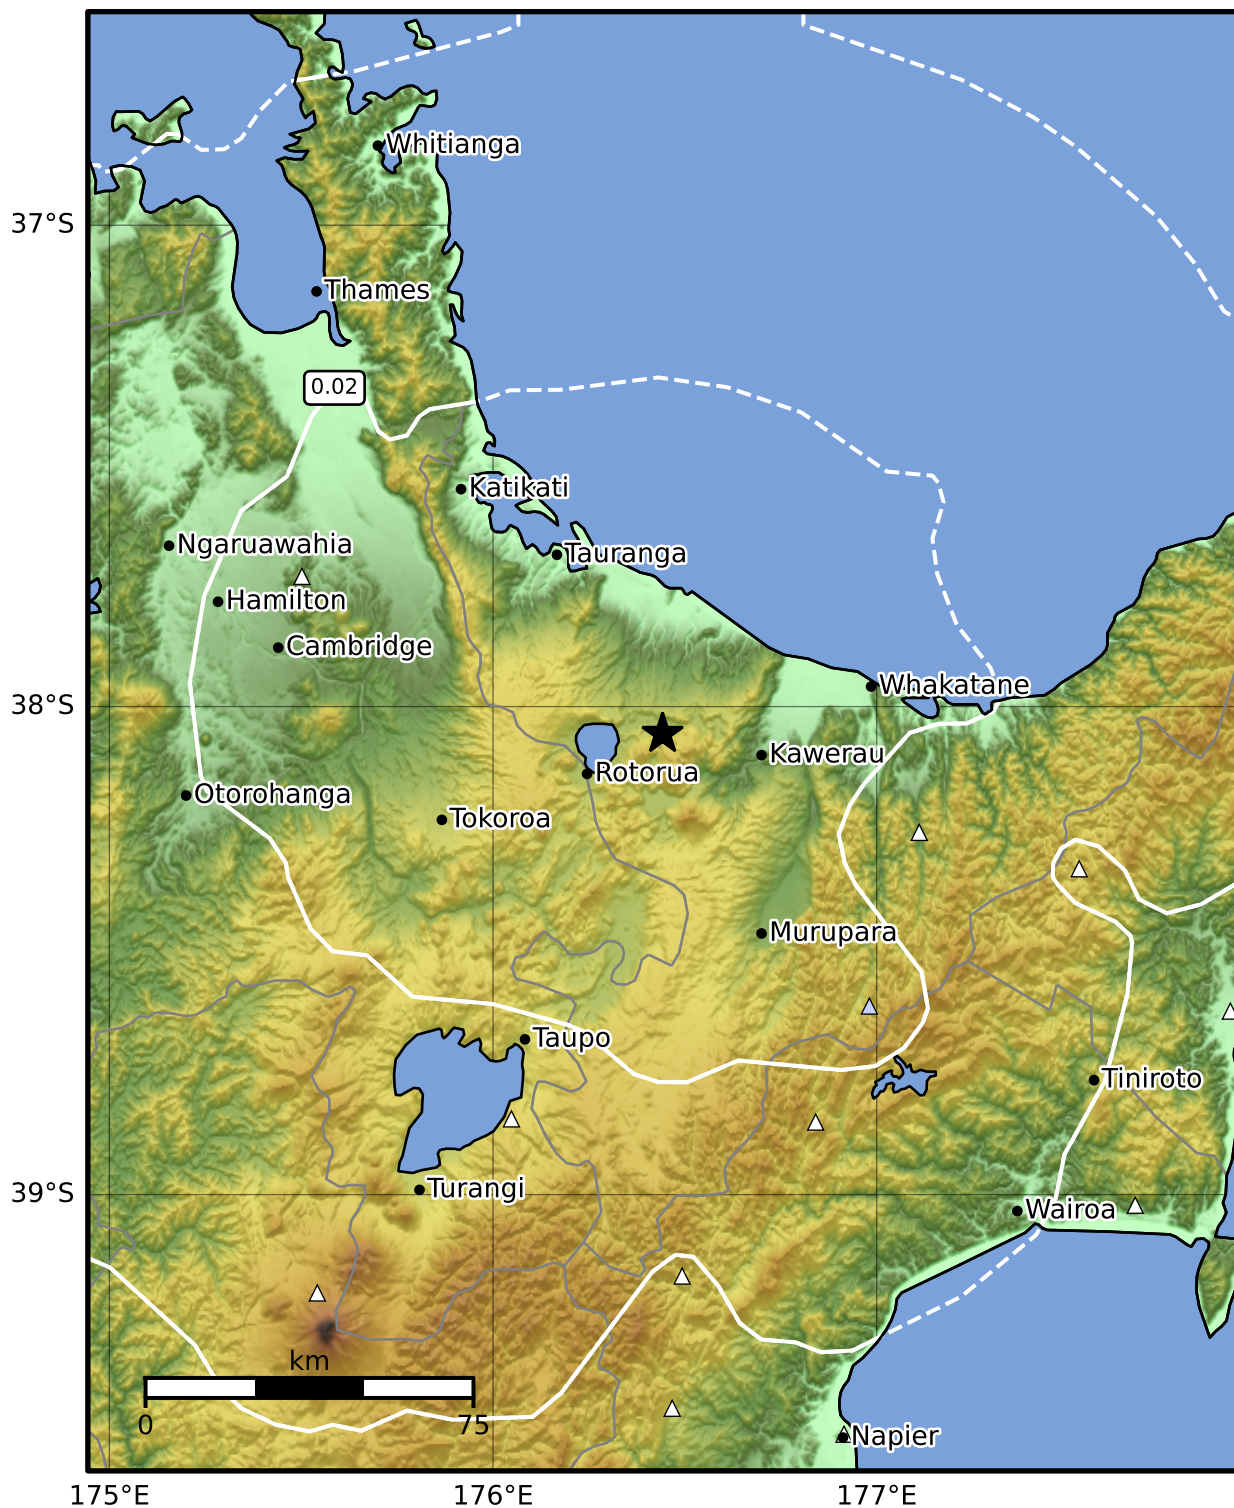 Whitianga
37°S
Thames
0.02
Katikati
Ngaruawahia
Tauranga
Hamilton
Cambridge
Whakatane
38°S
Kawerau
Rotorua
Otorohanga
Tokoroa
Murupara
Taupo
Tiniroto
Turangi
39°S
Wairoa
km
0
75
Napier
175°E
176°E
177°E